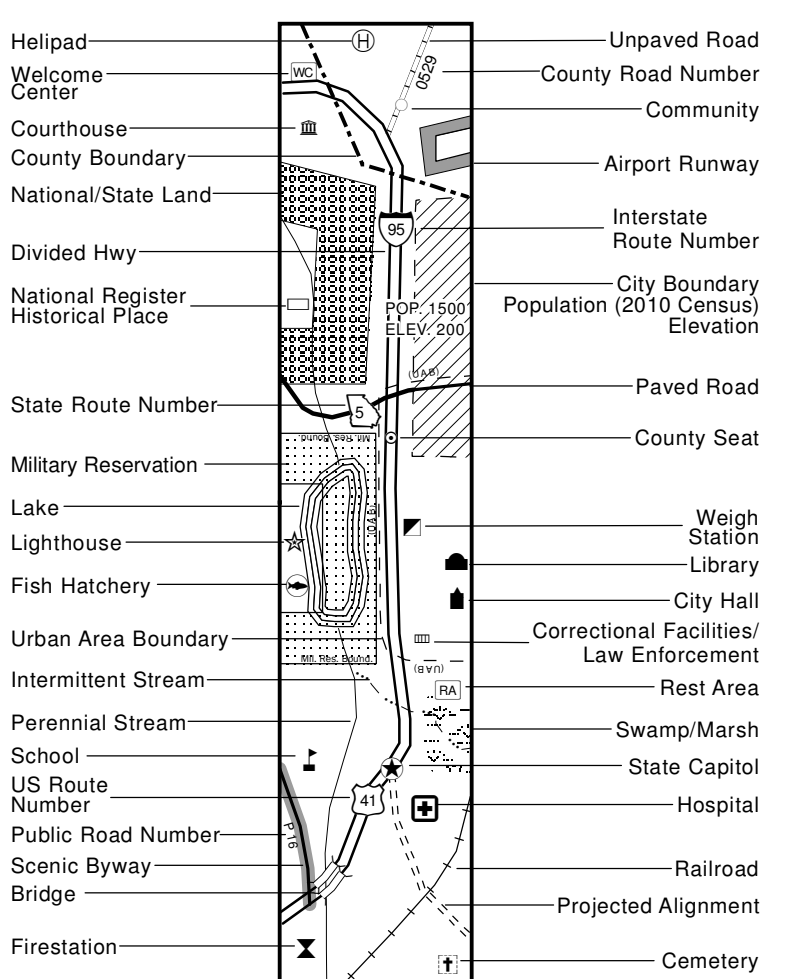 Helipad
Welcome
Center
Courthouse
County Boundary
National/State Land
Divided Hwy
National Register
Historical Place
State Route Number
Military Reservation
Lake
Lighthouse
Fish Hatchery
Urban Area Boundary
Intermittent Stream
Perennial Stream
School
US Route
Number
Public Road Number
Scenic Byway
Bridge
Firestation
H
WC
0529
95
POP. 1500
ELEV. 200
(UAB)
5
Mil. Res. Bound.
(UAB)
Mil. Res. Bound.
(UAB)
RA
41
P 16
Unpaved Road
County Road Number
Community
Airport Runway
Interstate
Route Number
City Boundary
Population (2010 Census)
Elevation
Paved Road
County Seat
Weigh
Station
Library
City Hall
Correctional Facilities/
Law Enforcement
Rest Area
Swamp/Marsh
State Capitol
Hospital
Railroad
Projected Alignment
Cemetery